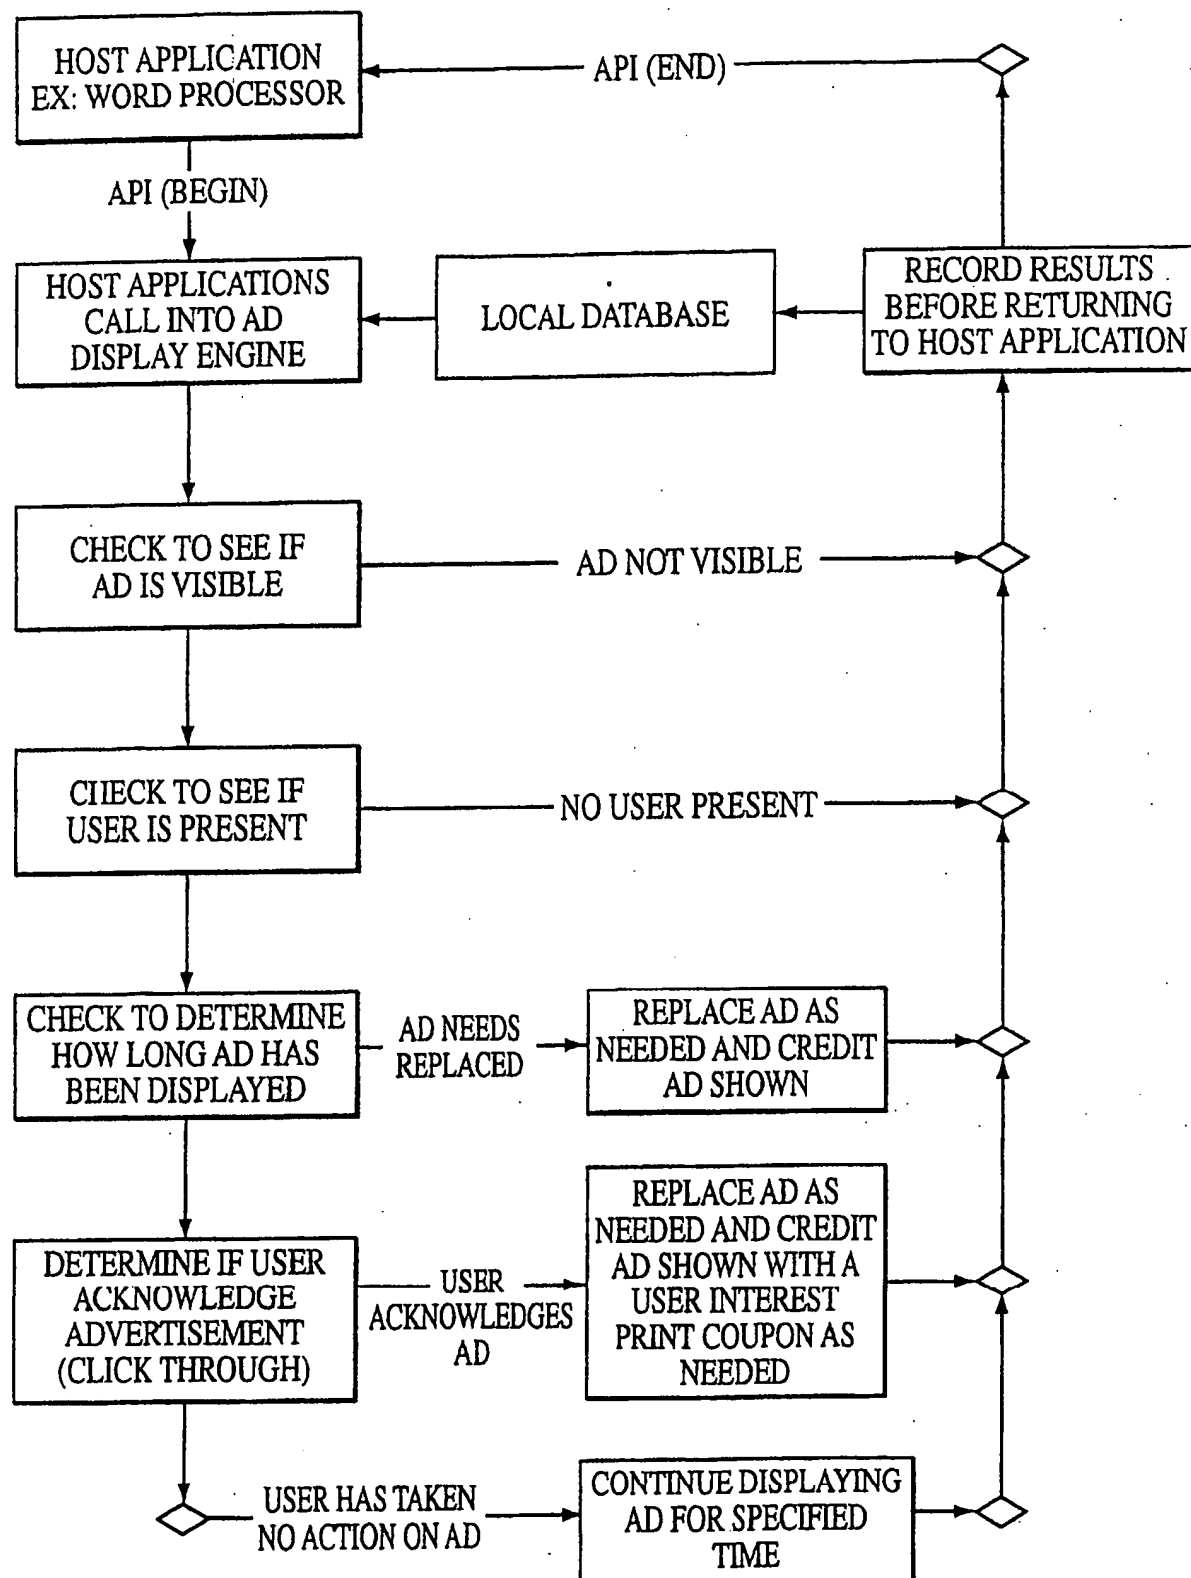 HOST APPLICATION
EX: WORD PROCESSOR
API (END)
API (BEGIN)
HOST APPLICATIONS
CALL INTO AD
DISPLAY ENGINE
LOCAL DATABASE
RECORD RESULTS
BEFORE RETURNING
TO HOST APPLICATION
CHECK TO SEE IF
AD IS VISIBLE
AD NOT VISIBLE
CHECK TO SEE IF
USER IS PRESENT
NO USER PRESENT
CHECK TO DETERMINE
HOW LONG AD HAS
BEEN DISPLAYED
AD NEEDS
REPLACED
REPLACE AD AS
NEEDED AND CREDIT
AD SHOWN
DETERMINE IF USER
ACKNOWLEDGE
ADVERTISEMENT
(CLICK THROUGH)
USER
ACKNOWLEDGES
AD
REPLACE AD AS
NEEDED AND CREDIT
AD SHOWN WITH A
USER INTEREST
PRINT COUPON AS
NEEDED
USER HAS TAKEN
NO ACTION ON AD
CONTINUE DISPLAYING
AD FOR SPECIFIED
TIME